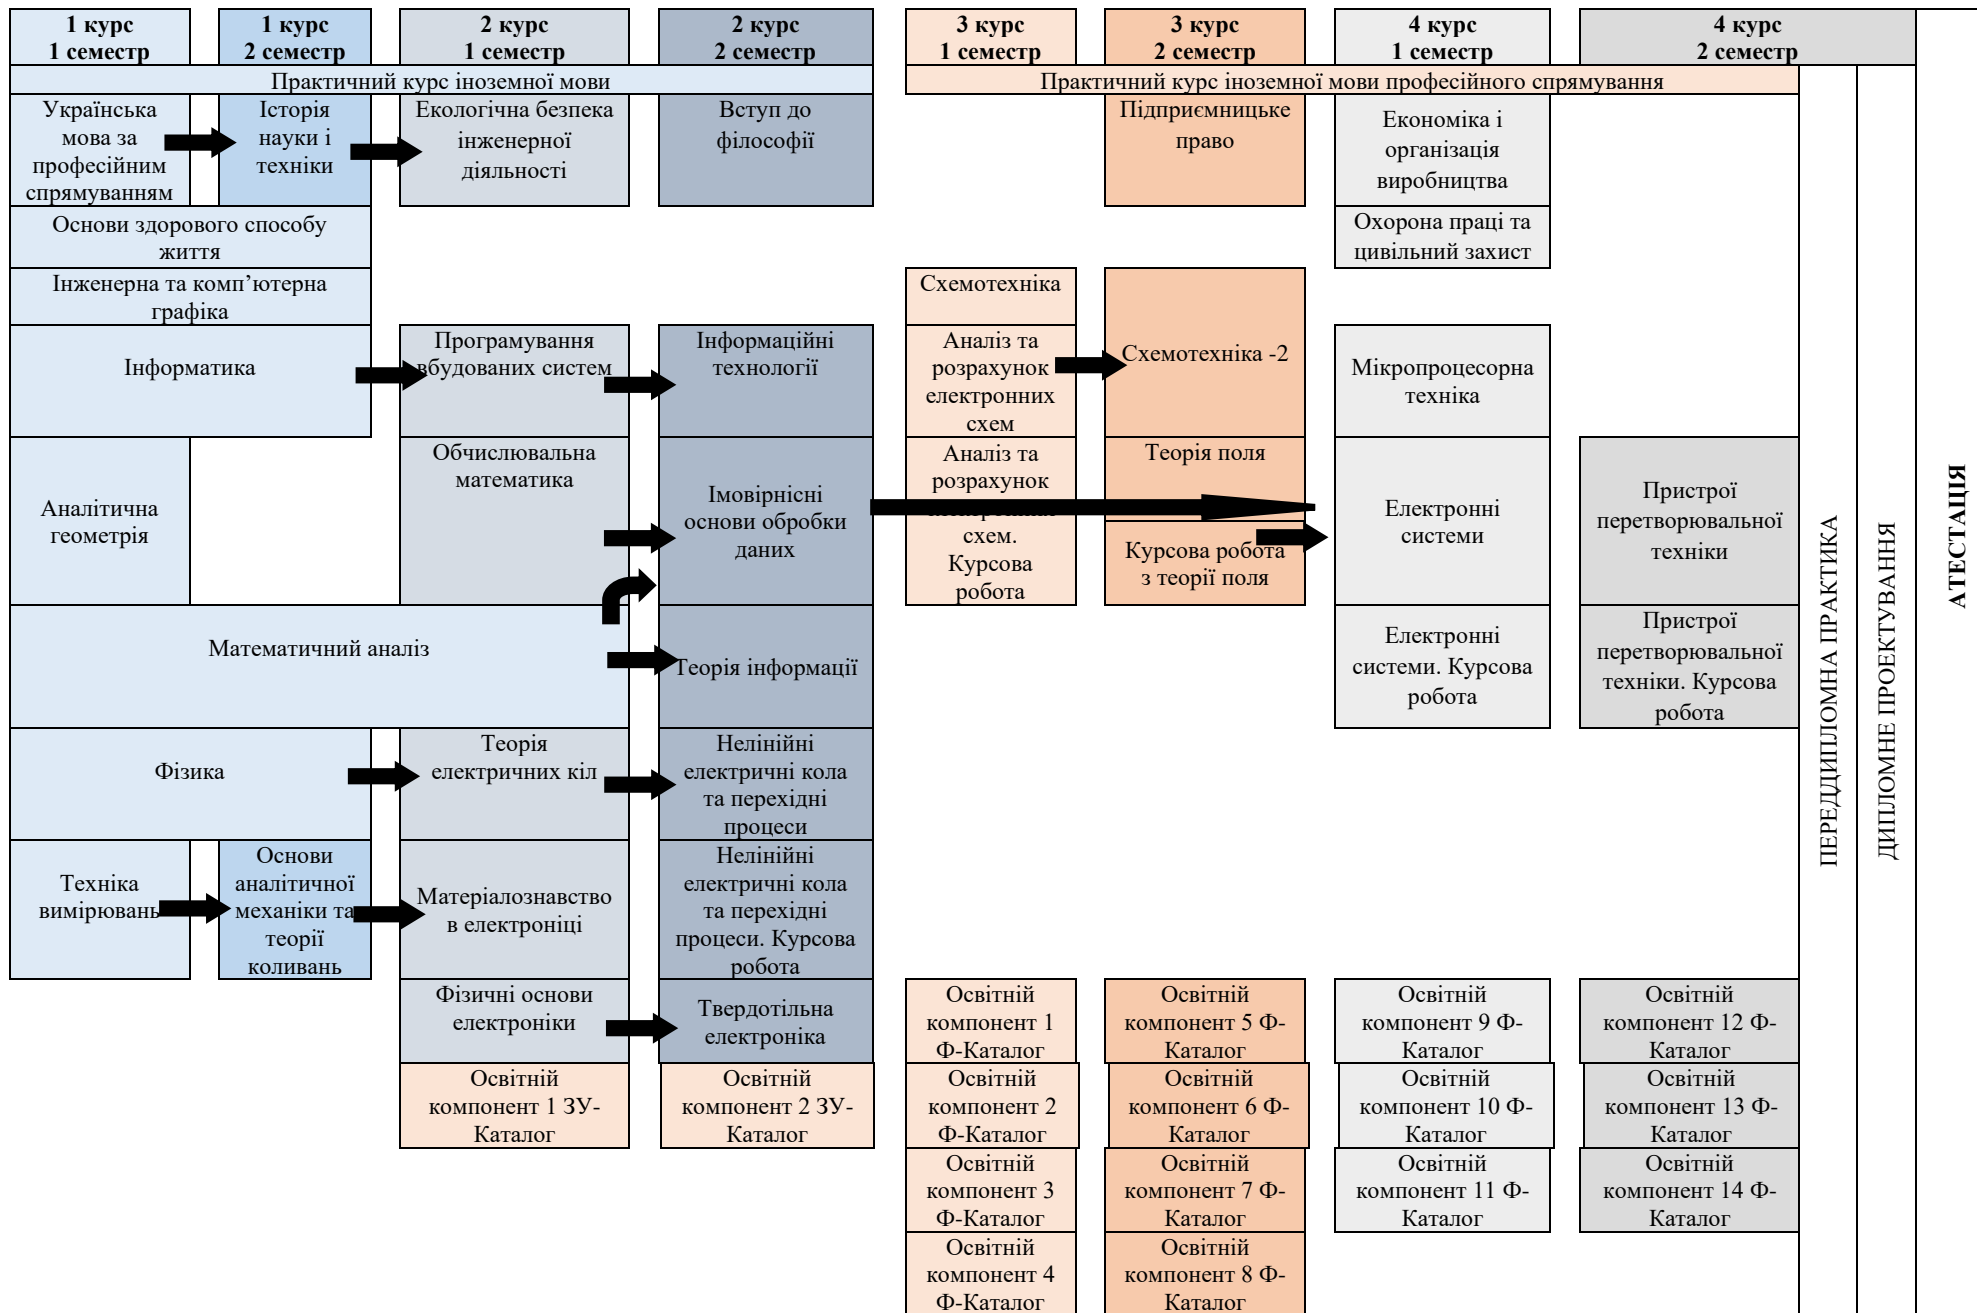 1 курс
1 семестр
1 курс
2 семестр
2 курс
1 семестр
2 курс
2 семестр
3 курс
1 семестр
3 курс
2 семестр
4 курс
1 семестр
4 курс
2 семестр
Практичний курс іноземної мови
Практичний курс іноземної мови професійного спрямування
Українська
мова за
професійним
спрямуванням
Історія
науки і
техніки
Екологічна безпека
інженерної
діяльності
Вступ до
філософії
Підприємницьке
право
Економіка і
організація
виробництва
Основи здорового способу
життя
Охорона праці та
цивільний захист
Інженерна та комп’ютерна
графіка
Схемотехніка
Схемотехніка -2
Інформатика
Програмування
вбудованих систем
Інформаційні
технології
Аналіз та
розрахунок
електронних
схем
Мікропроцесорна
техніка
Аналітична
геометрія
Обчислювальна
математика
Імовірнісні
основи обробки
даних
Аналіз та
розрахунок
схем.
Курсова
робота
Теорія поля
Курсова робота
з теорії поля
Електронні
системи
Пристрої
перетворювальної
техніки
Математичний аналіз
Теорія інформації
Електронні
системи. Курсова
робота
Пристрої
перетворювальної
техніки. Курсова
робота
Фізика
Теорія
електричних кіл
Нелінійні
електричні кола
та перехідні
процеси
Техніка
вимірювань
Основи
аналітичної
механіки та
теорії
коливань
Матеріалознавство
в електроніці
Нелінійні
електричні кола
та перехідні
процеси. Курсова
робота
Фізичні основи
електроніки
Твердотільна
електроніка
Освітній
компонент 1
Ф-Каталог
Освітній
компонент 5 Ф-
Каталог
Освітній
компонент 9 Ф-
Каталог
Освітній
компонент 12 Ф-
Каталог
Освітній
компонент 1 ЗУ-
Каталог
Освітній
компонент 2 ЗУ-
Каталог
Освітній
компонент 2
Ф-Каталог
Освітній
компонент 6 Ф-
Каталог
Освітній
компонент 10 Ф-
Каталог
Освітній
компонент 13 Ф-
Каталог
Освітній
компонент 3
Ф-Каталог
Освітній
компонент 7 Ф-
Каталог
Освітній
компонент 11 Ф-
Каталог
Освітній
компонент 14 Ф-
Каталог
Освітній
компонент 4
Ф-Каталог
Освітній
компонент 8 Ф-
Каталог
ПЕРЕДДИПЛОМНА ПРАКТИКА
ДИПЛОМНЕ ПРОЕКТУВАННЯ
АТЕСТАЦІЯ